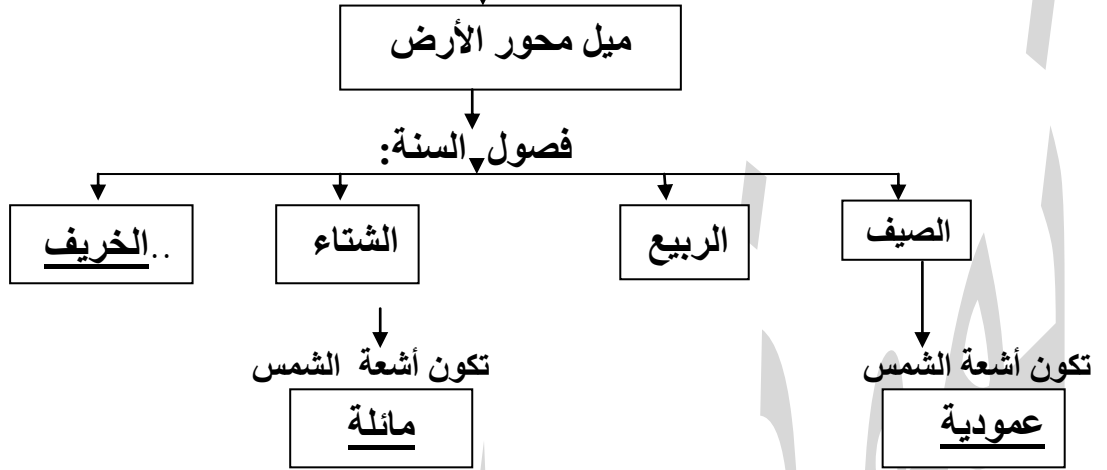 ميل محور الأرض
فصول السنة:
الصيف
الربيع
الشتاء
..الخريف
تكون أشعة الشمس
عمودية
تكون أشعة الشمس
مائلة